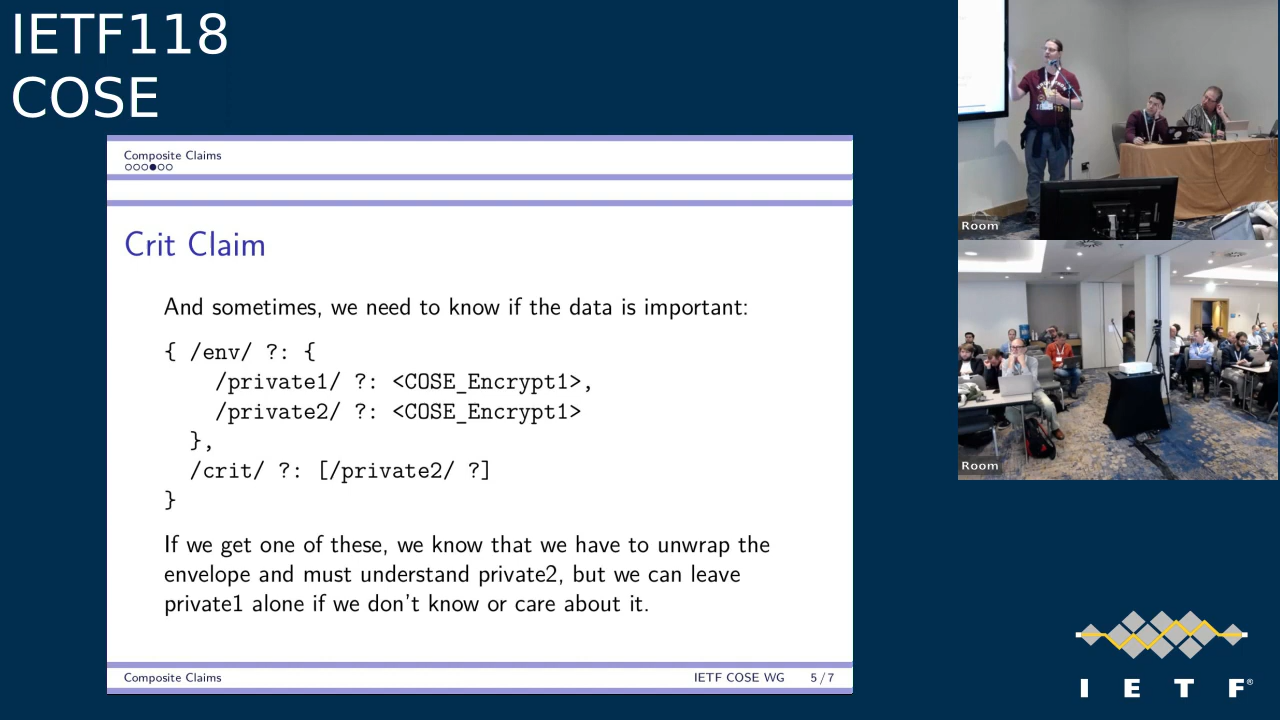 IETF118
COSE
Composite Claims
Crit Claim
And sometimes, we need to know if the data is important:
{ /env/ ?: {
/private1/ ?: <COSE_Encrypt1>,
/private2/ ?: <COSE_Encrypt1>
},
/crit/ ?: [/private2/ ?]
}
If we get one of these, we know that we have to unwrap the
envelope and must understand private2, but we can leave
private1 alone if we don't know or care about it.
Composite Claims IETF COSE WG 5 / 7
Room
Room
I E T F®